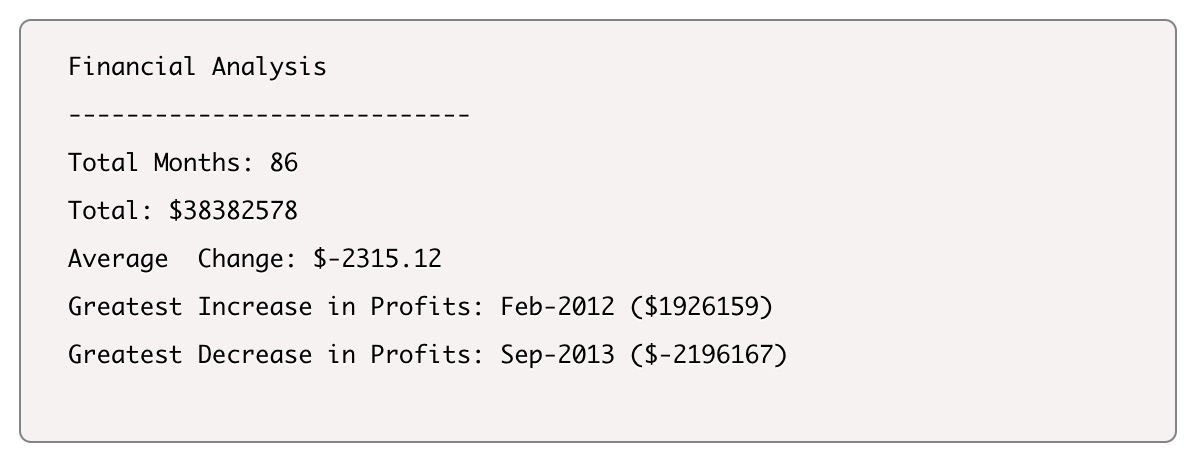 Financial Analysis
----------------------------
Total Months: 86
Total: $38382578
Average  Change: $-2315.12
Greatest Increase in Profits: Feb-2012 ($1926159)
Greatest Decrease in Profits: Sep-2013 ($-2196167)